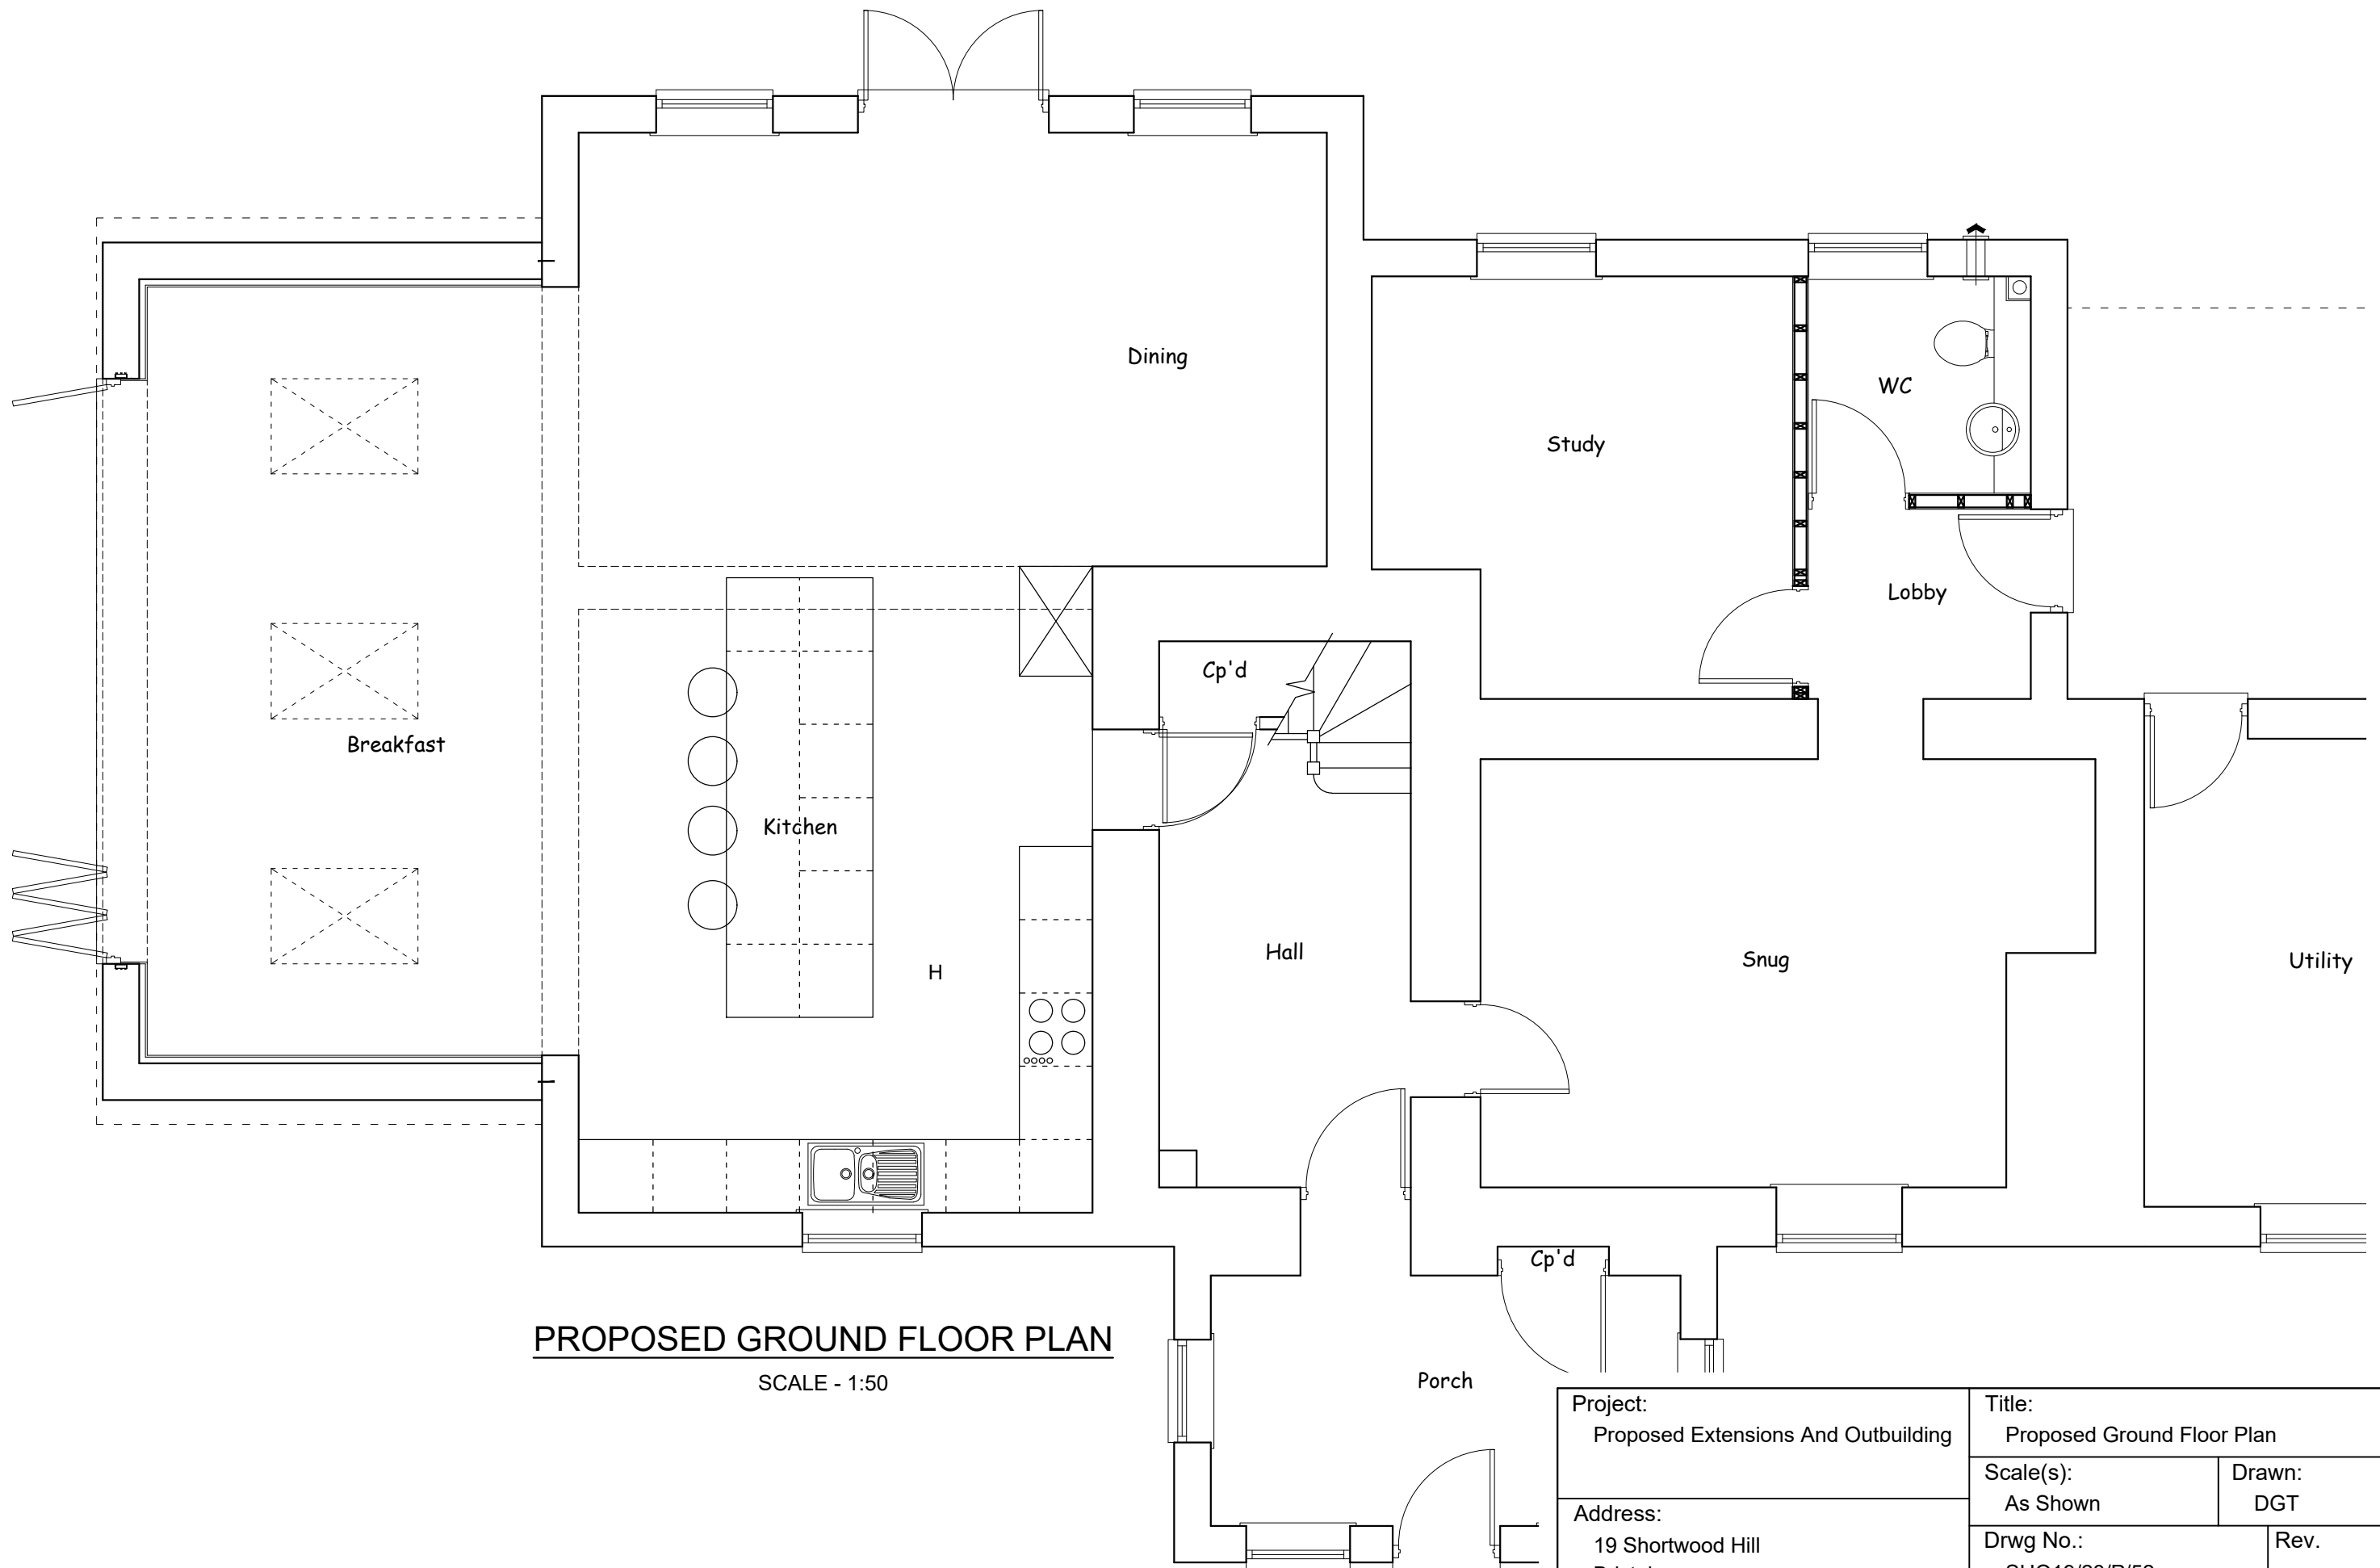 Dining
WC
Study
Lobby
Cp'd
Breakfast
Kitchen
Hall
Snug
Utility
H
Cp'd
PROPOSED GROUND FLOOR PLAN
SCALE - 1:50
Porch
Project:
Proposed Extensions And Outbuilding
Title:
Proposed Ground Floor Plan
Scale(s):
As Shown
Drawn:
DGT
Address:
19 Shortwood Hill
Drwg No.:
Rev.